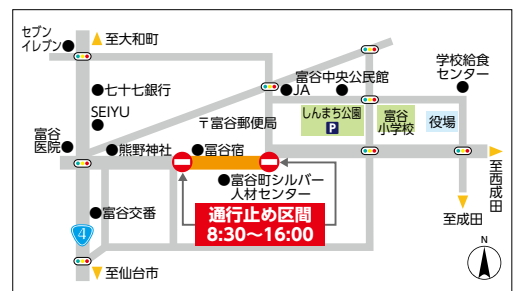 セブン
イレブン
至大和町
七十七銀行
SEIYU
富谷
医院
熊野神社
〒富谷郵便局
富谷宿
富谷中央公民館
JA
しんまち公園
P
富谷
小学校
役場
学校給食
センター
富谷町シルバー
人材センター
通行止め区間
8:30~16:00
富谷交番
4
至仙台市
至成田
至西成田
N